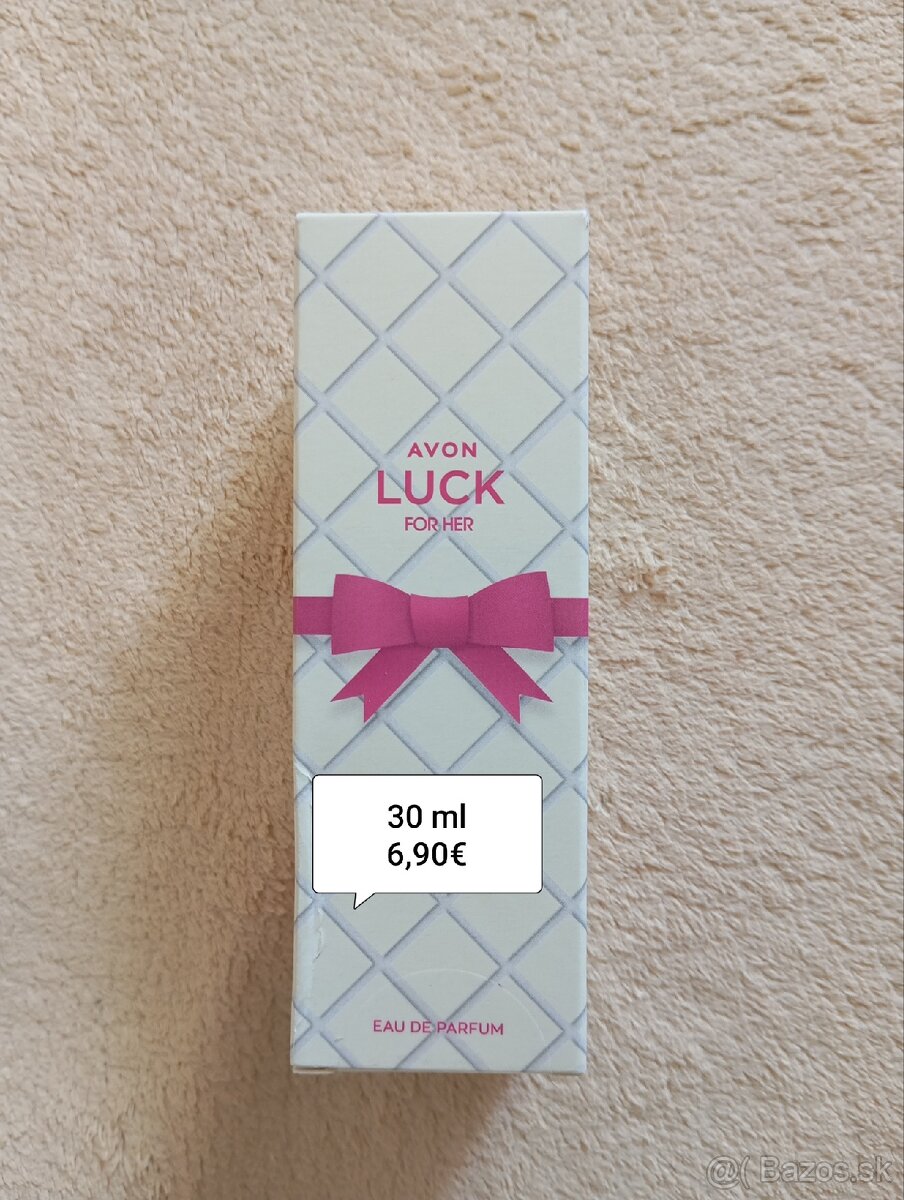 AVON
LUCK
FOR HER
30 ml
6,90€
EAU DE PARFUM
@( Bazos.sk